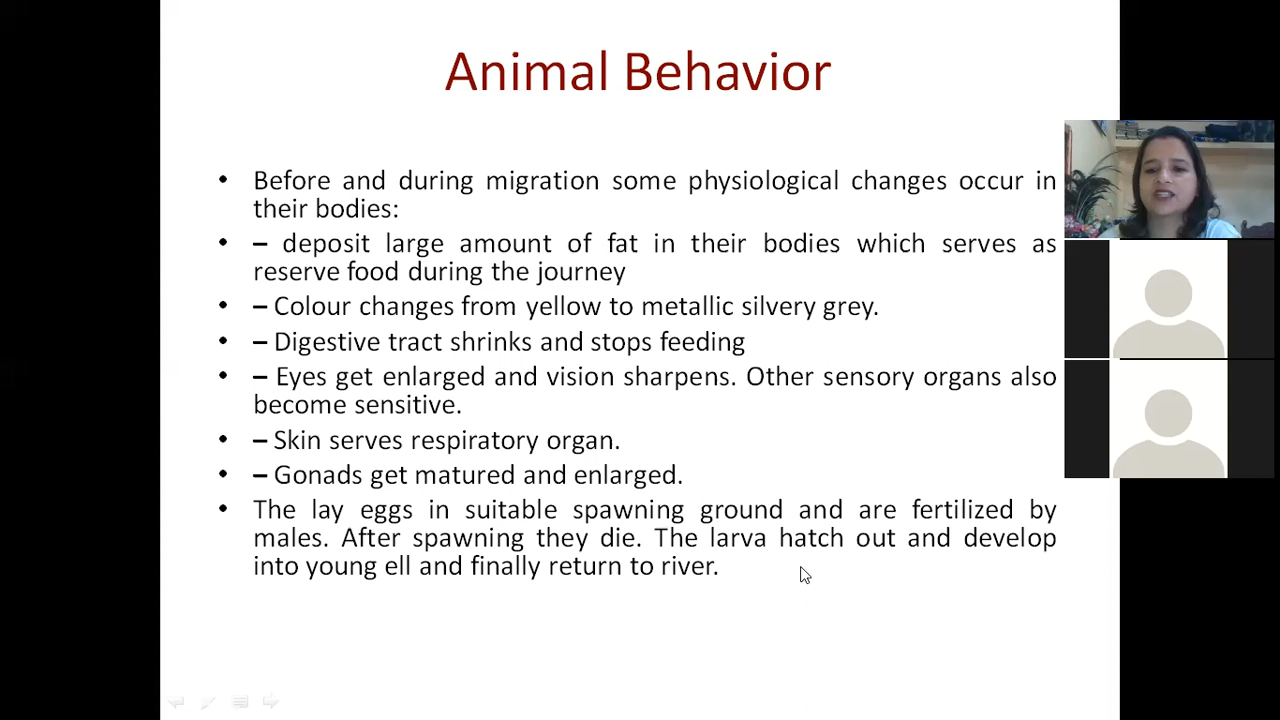 Animal Behavior
• Before and during migration some physiological changes occur in
their bodies:
• – deposit large amount of fat in their bodies which serves as
reserve food during the journey
• – Colour changes from yellow to metallic silvery grey.
• – Digestive tract shrinks and stops feeding
• – Eyes get enlarged and vision sharpens. Other sensory organs also
become sensitive.
• – Skin serves respiratory organ.
• – Gonads get matured and enlarged.
• The lay eggs in suitable spawning ground and are fertilized by
males. After spawning they die. The larva hatch out and develop
into young ell and finally return to river.